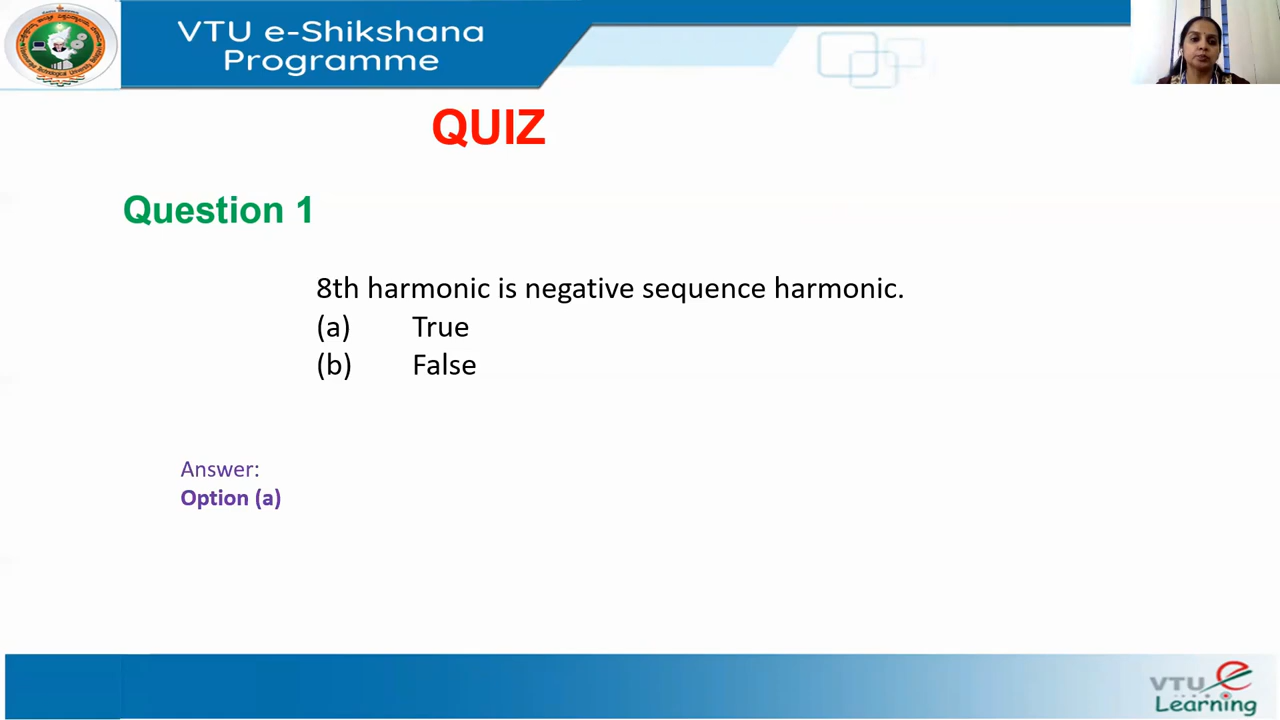 VTU e-Shikshana
Programme
QUIZ
Question 1
8th harmonic is negative sequence harmonic.
(a) True
(b) False
Answer:
Option (a)
VTU e
Learning